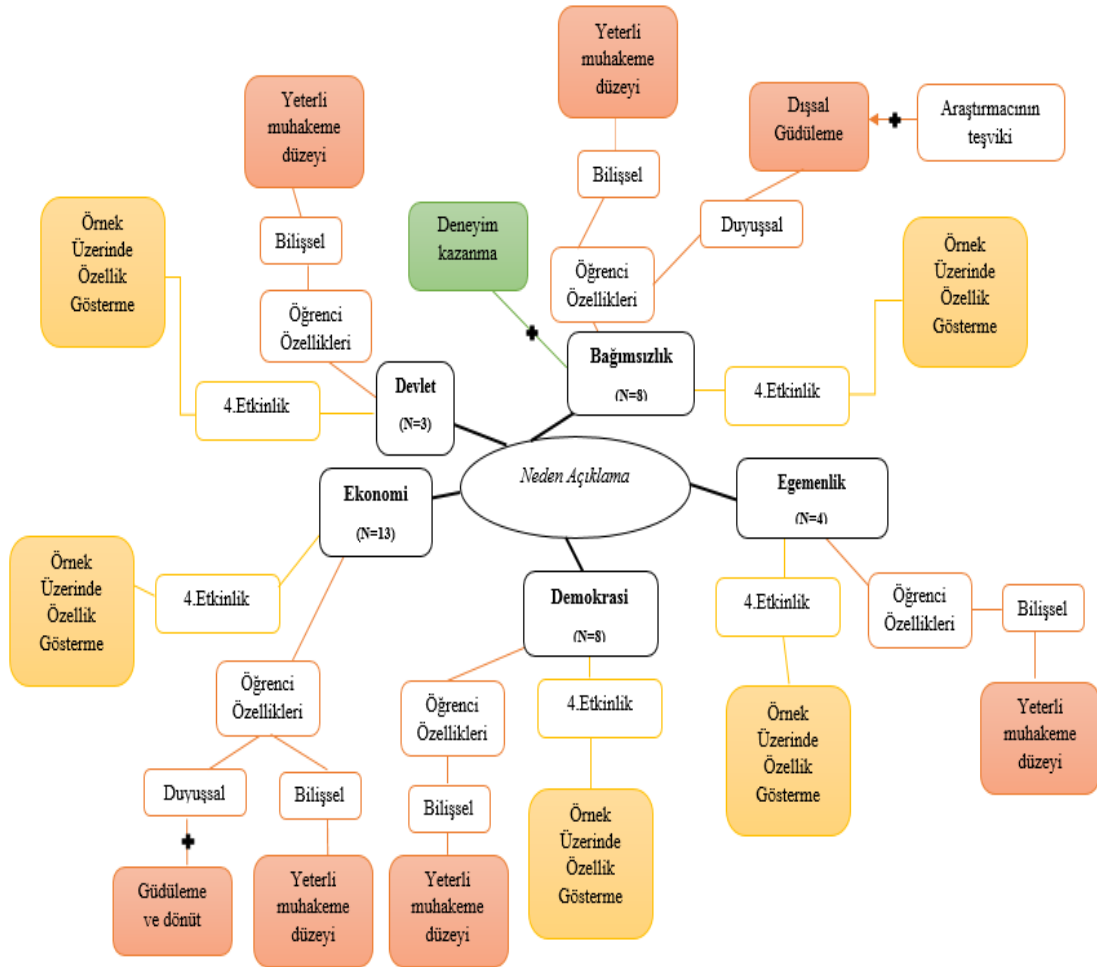 Yeterli
muhakeme
düzeyi
Yeterli
muhakeme
düzeyi
Dışsal
Güdüleme
Araştırmacının
teşviki
Bilişsel
Örnek
Üzerinde
Özellik
Gösterme
Bilişsel
Deneyim
kazanma
Duyuşsal
Örnek
Üzerinde
Özellik
Gösterme
Öğrenci
Özellikleri
Öğrenci
Özellikleri
Devlet
(N=3)
Bağımsızlık
(N=8)
4.Etkinlik
4.Etkinlik
Neden Açıklama
Ekonomi
(N=13)
Egemenlik
(N=4)
Örnek
Üzerinde
Özellik
Gösterme
4.Etkinlik
Demokrasi
(N=8)
4.Etkinlik
Öğrenci
Özellikleri
Bilişsel
Öğrenci
Özellikleri
Öğrenci
Özellikleri
4.Etkinlik
Örnek
Üzerinde
Özellik
Gösterme
Yeterli
muhakeme
düzeyi
Duyuşsal
Bilişsel
Bilişsel
Örnek
Üzerinde
Özellik
Gösterme
Güdüleme
ve dönüt
Yeterli
muhakeme
düzeyi
Yeterli
muhakeme
düzeyi